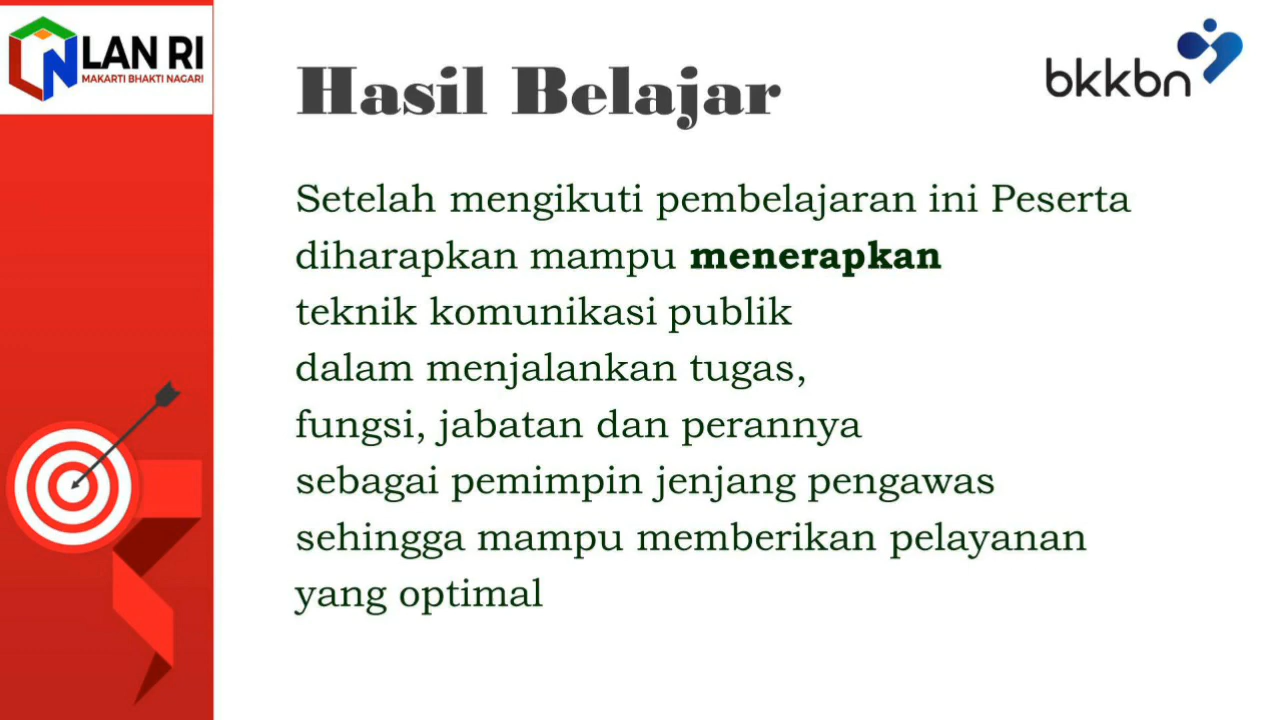 LAN RI
MAKARTI BHAKTI NAGARI
Hasil Belajar
bkkbn
Setelah mengikuti pembelajaran ini Peserta
diharapkan mampu menerapkan
teknik komunikasi publik
dalam menjalankan tugas,
fungsi, jabatan dan perannya
sebagai pemimpin jenjang pengawas
sehingga mampu memberikan pelayanan
yang optimal